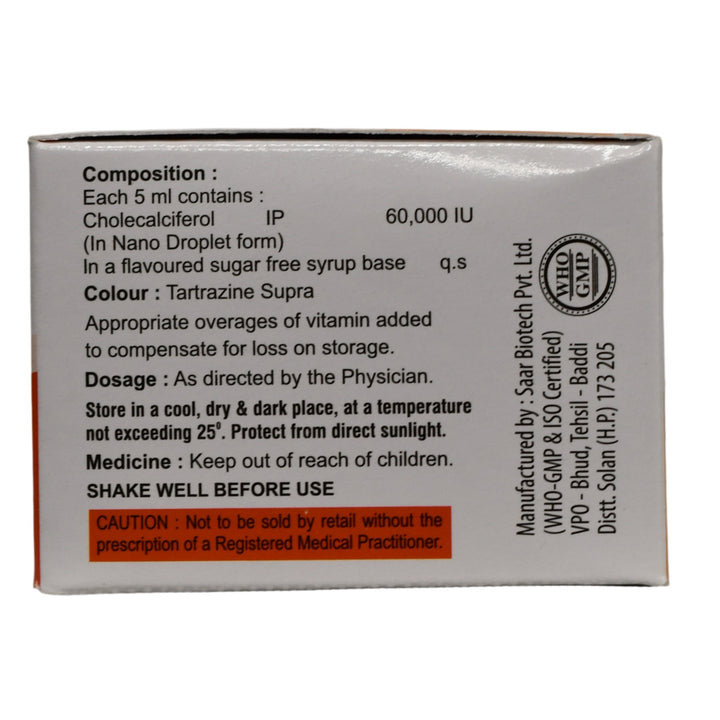 Composition :
Each 5 ml contains :
Cholecalciferol IP 60,000 IU
(In Nano Droplet form)
In a flavoured sugar free syrup base q.s
Colour : Tartrazine Supra
Appropriate overages of vitamin added
to compensate for loss on storage.
Dosage : As directed by the Physician.
Store in a cool, dry & dark place, at a temperature
not exceeding 25⁰. Protect from direct sunlight.
Medicine : Keep out of reach of children.
SHAKE WELL BEFORE USE
CAUTION : Not to be sold by retail without the
prescription of a Registered Medical Practitioner.
Manufactured by : Saar Biotech Pvt. Ltd.
(WHO-GMP & ISO Certified)
VPO - Bhud, Tehsil - Baddi
Distt. Solan (H.P.) 173 205
WHO
GMP